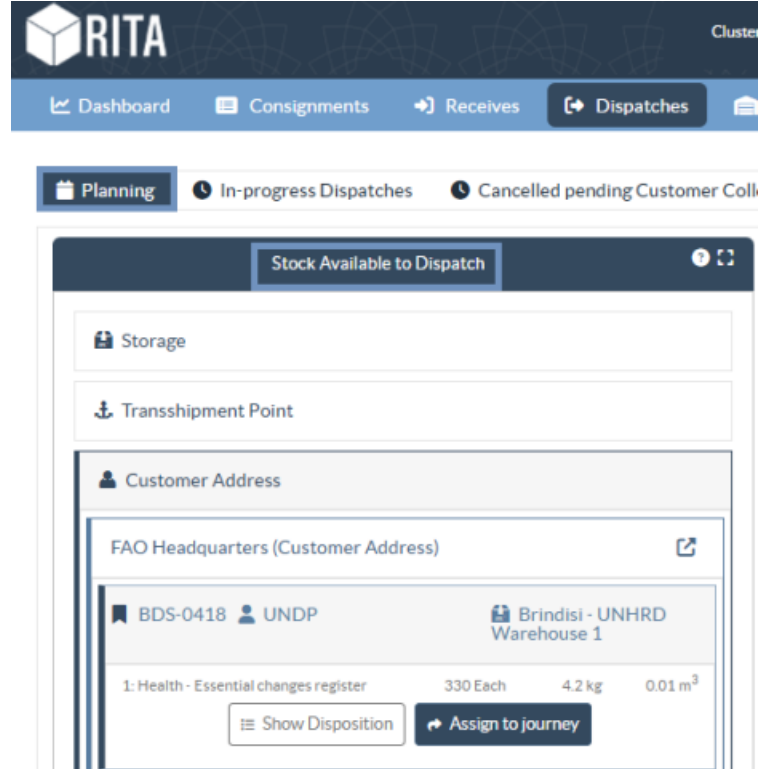 RITA
Cluster
Dashboard Consignments Receives Dispatches
Planning In-progress Dispatches Cancelled pending Customer Coll
Stock Available to Dispatch
Storage
Transshipment Point
Customer Address
FAO Headquarters (Customer Address)
BDS-0418 UNDP Brindisi - UNHRD
Warehouse 1
1: Health - Essential changes register 330 Each 4.2 kg 0.01 m³
Show Disposition Assign to journey